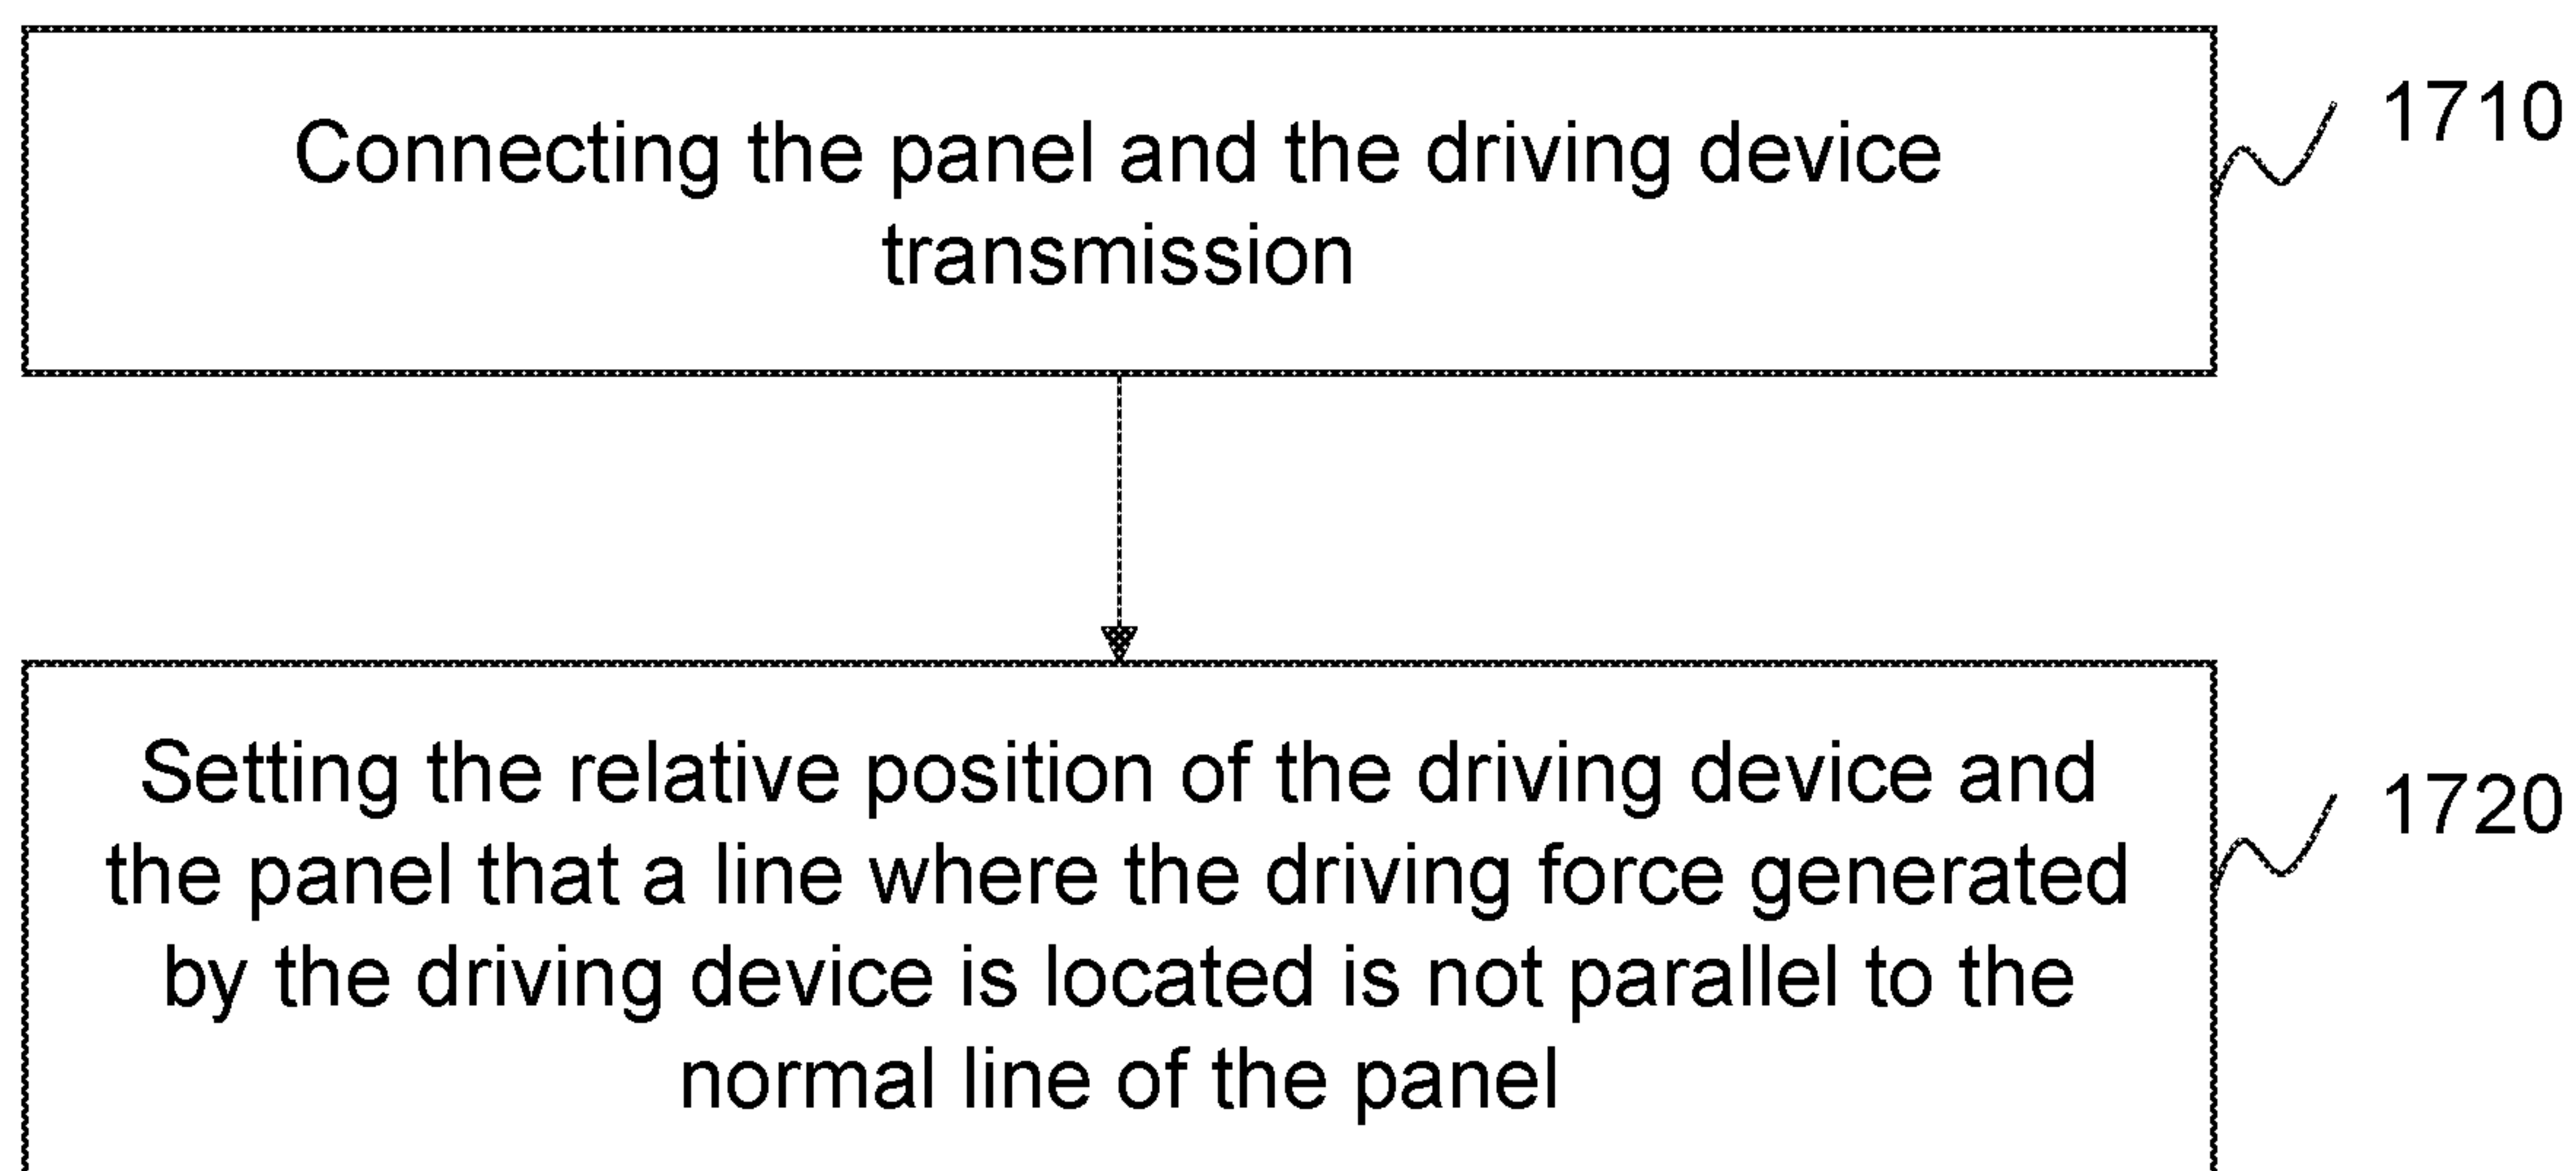 Connecting the panel and the driving device
transmission
1710
Setting the relative position of the driving device and
the panel that a line where the driving force generated
by the driving device is located is not parallel to the
normal line of the panel
1720